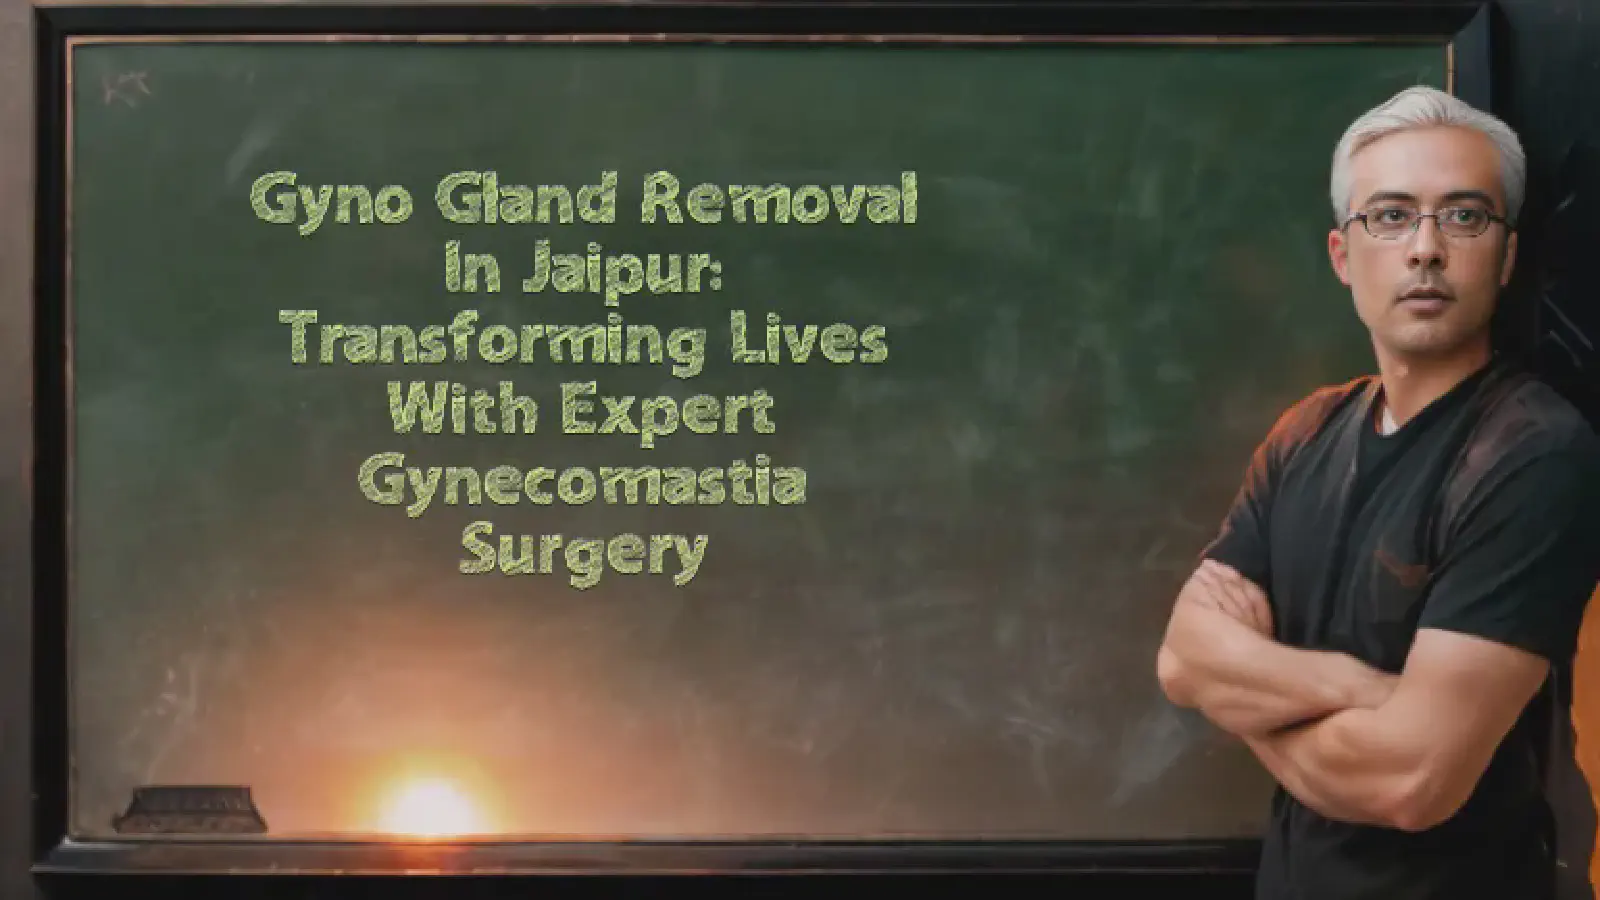 Gyno Gland Removal
In Jaipur:
Transforming Lives
With Expert
Gynecomastia
Surgery